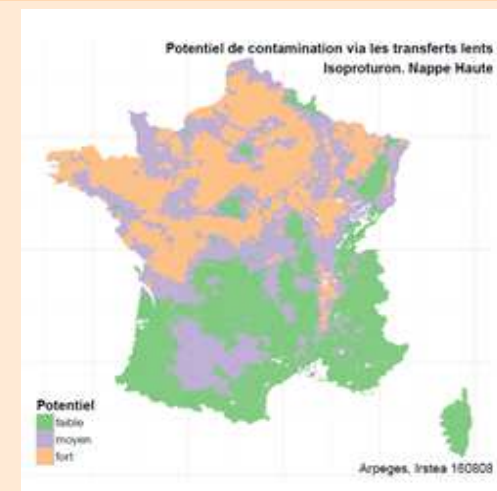 Potentiel de contamination via les transferts lents
Isoproturon. Nappe Haute
Potentiel
faible
moyen
fort
Arpeges, Irstea 160808